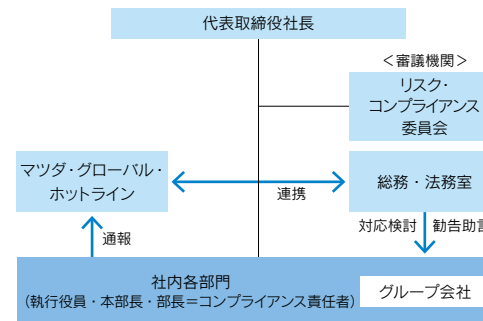 代表取締役社長
＜審議機関＞
リスク・
コンプライアンス
委員会
マツダ・グローバル・
ホットライン
連携
総務・法務室
通報
対応検討
勧告助言
社内各部門
(執行役員・本部長・部長＝コンプライアンス責任者)
グループ会社